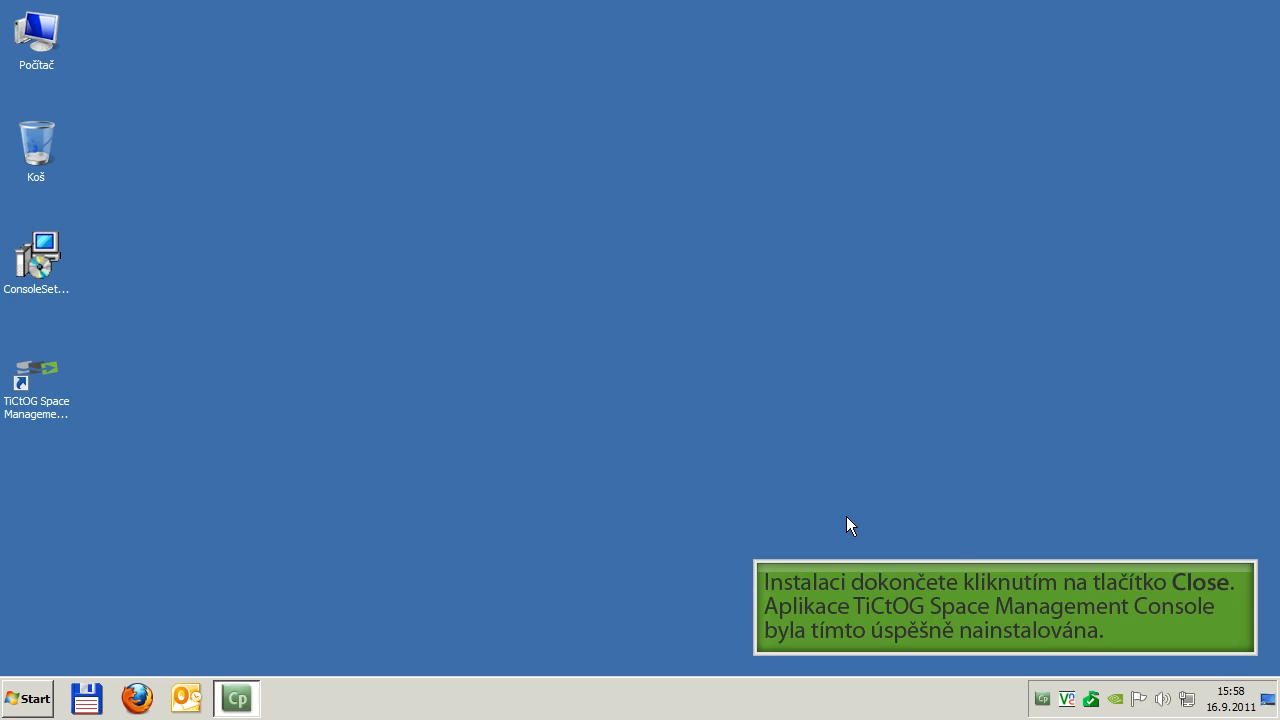 Počítač
Koš
ConsoleSet...
TiCtOG Space
Manageme...
Instalaci dokončete kliknutím na tlačítko Close.
Aplikace TiCtOG Space Management Console
byla tímto úspěšně nainstalována.
Start
Cp
15:58
16.9.2011